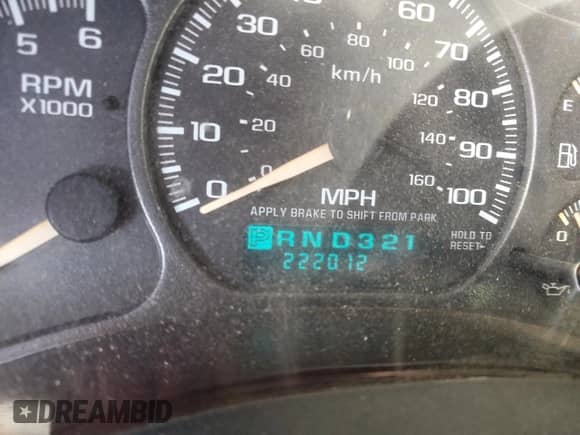 5 6
RPM
X1000
0 10 20 30 60 70 80 90 100
0 20 40 60 80 100 120 140 160
km/h
MPH
APPLY BRAKE TO SHIFT FROM PARK
HOLD TO
RESET
PRND321
222012
E
0
DREAMBID